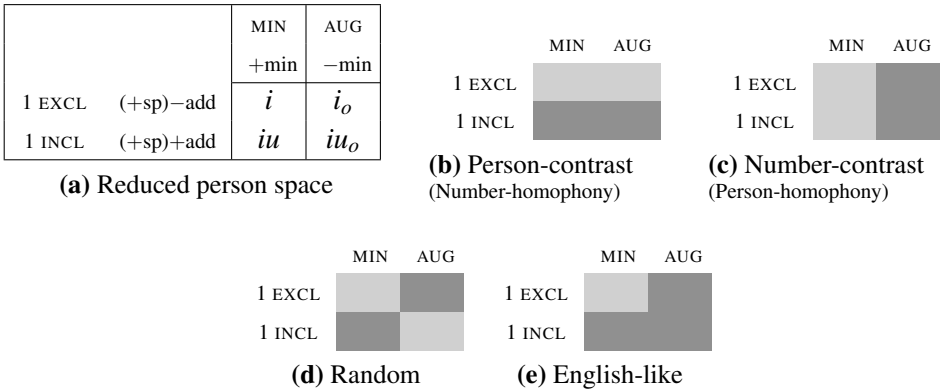 MIN AUG
+min −min
1 EXCL (+sp)−add i i_o
1 INCL (+sp)+add iu iu_o
(a) Reduced person space
MIN AUG
1 EXCL
1 INCL
(b) Person-contrast
(Number-homophony)
MIN AUG
1 EXCL
1 INCL
(c) Number-contrast
(Person-homophony)
MIN AUG
1 EXCL
1 INCL
(d) Random
MIN AUG
1 EXCL
1 INCL
(e) English-like